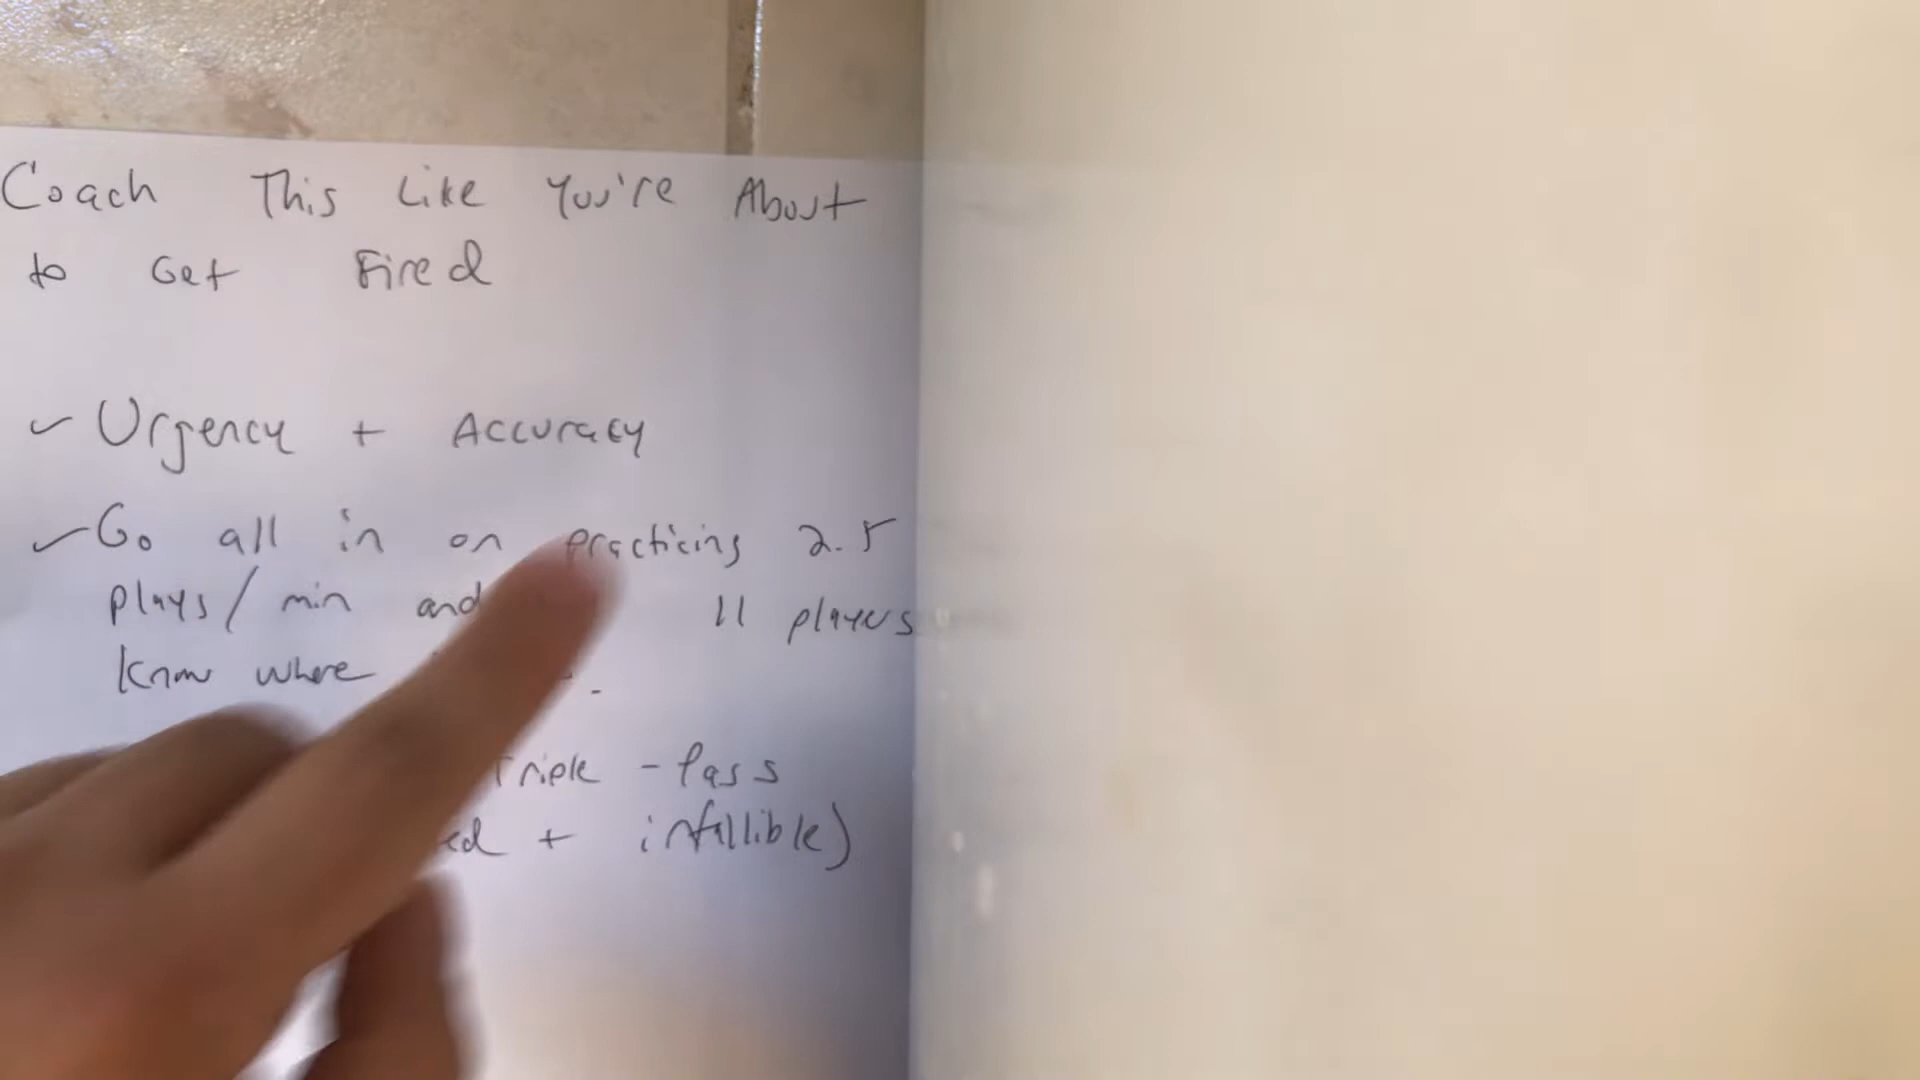 Coach This Like You're About
to Get Fired
✓ Urgency + Accuracy
✓ Go all in on practicing 2.5
plays/min and 11 players
know where
Triple-Pass
+ infallible)